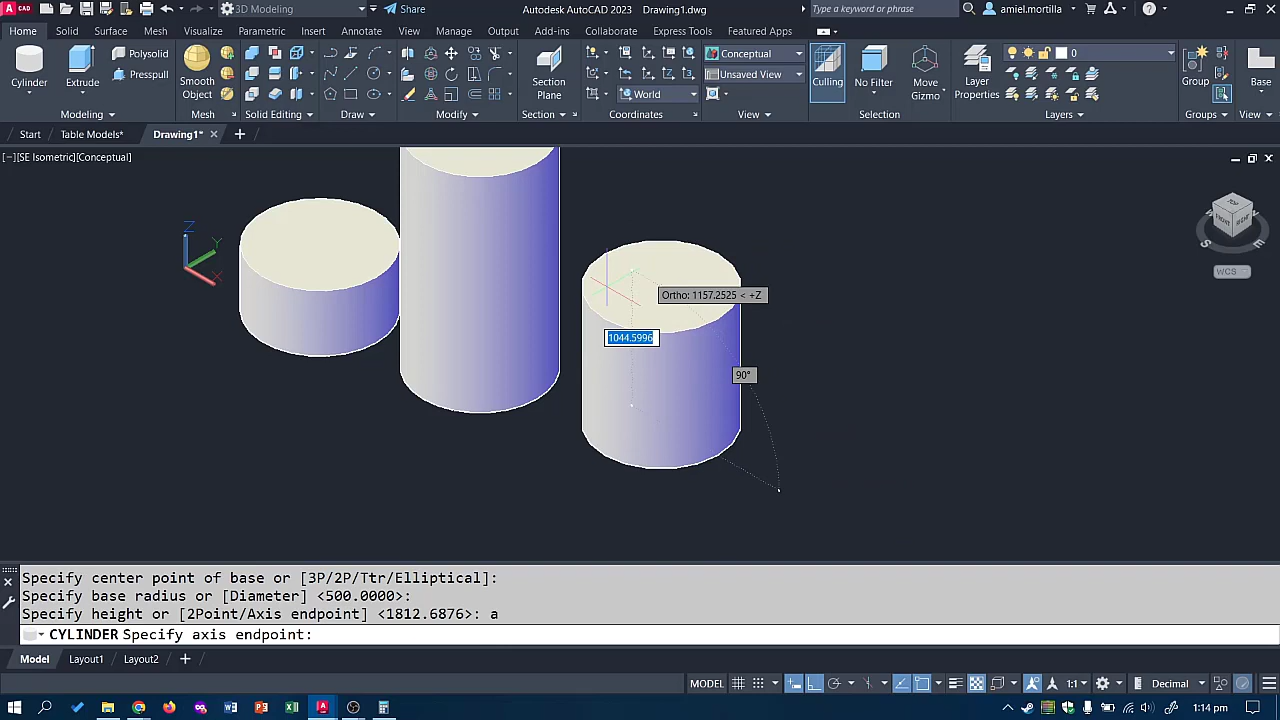 CAD
3D Modeling
Share
Autodesk AutoCAD 2023 Drawing1.dwg
Type a keyword or phrase
amiel.mortilla
Home Solid Surface Mesh Visualize Parametric Insert Annotate View Manage Output Add-ins Collaborate Express Tools Featured Apps
Cylinder
Extrude
Polysolid
Presspull
Smooth
Object
Section
Plane
World
Conceptual
Unsaved View
Culling
No Filter
Move
Gizmo
Layer
Properties
0
Group
Base
Modeling Mesh Solid Editing Draw Modify Section Coordinates View Selection Layers Groups View
Start Table Models* Drawing1*
[−][SE Isometric][Conceptual]
Z
Y
X
TOP
FRONT
RIGHT
S
E
WCS
Ortho: 1157.2525 < +Z
1044.5996
90°
Specify center point of base or [3P/2P/Ttr/Elliptical]:
Specify base radius or [Diameter] <500.0000>:
Specify height or [2Point/Axis endpoint] <1812.6876>: a
CYLINDER Specify axis endpoint:
Model Layout1 Layout2
MODEL
1:1
Decimal
1:14 pm